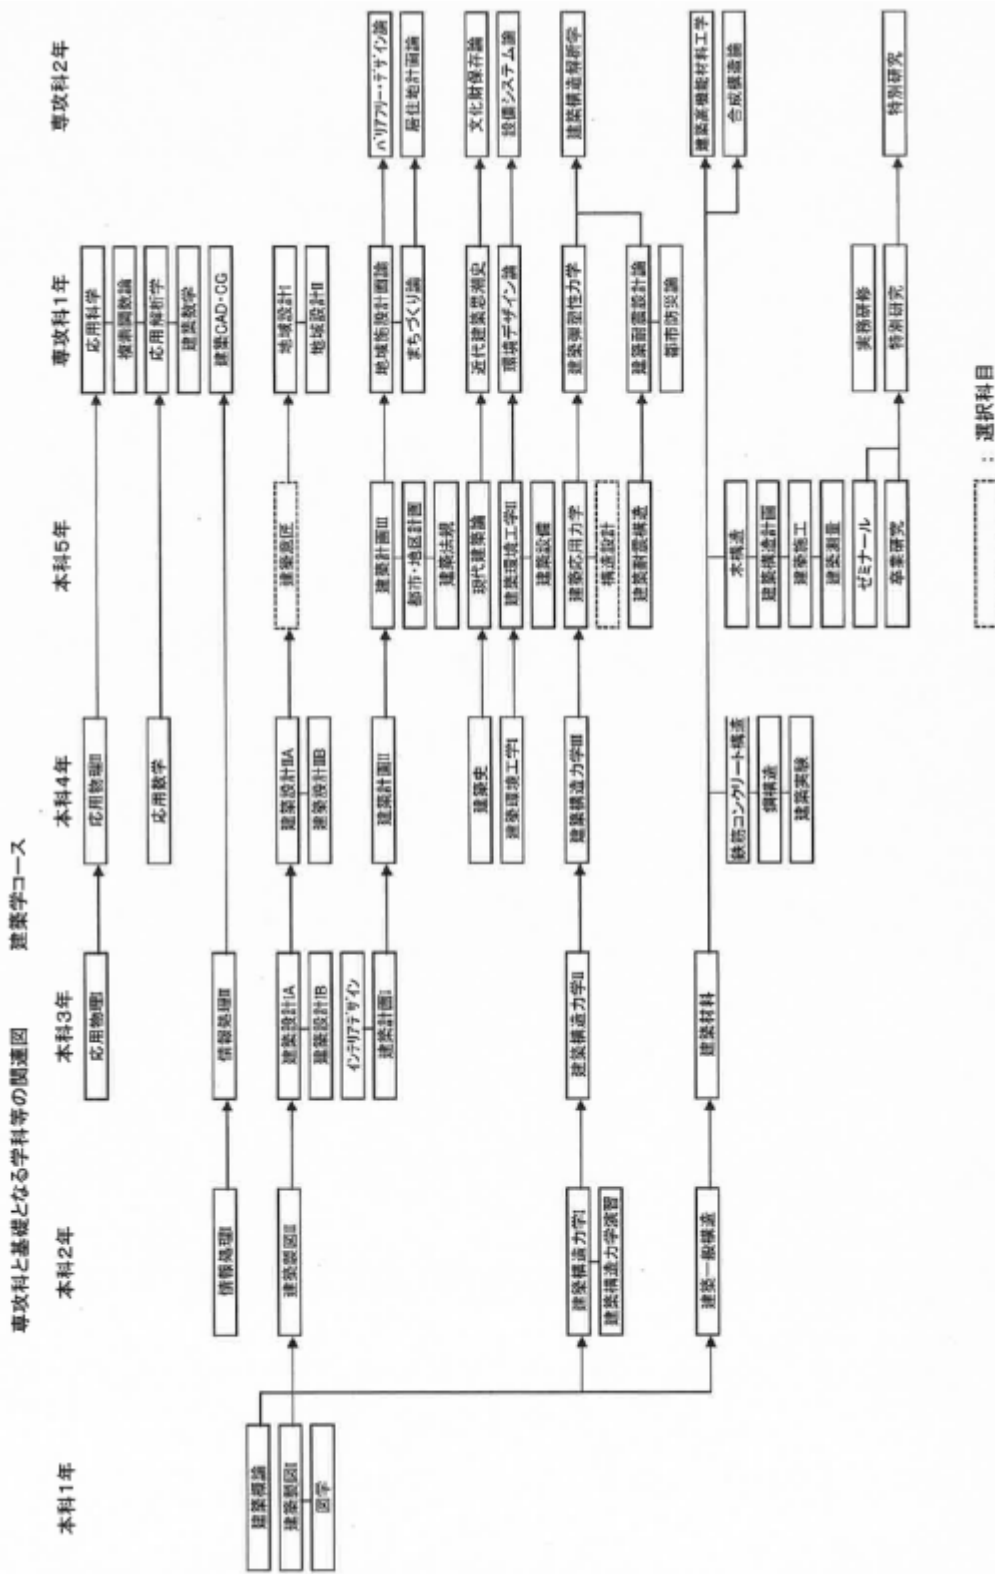 専攻科と基礎となる学科等の関連図 建築学コース
本科1年
本科2年
本科3年
本科4年
本科5年
専攻科1年
専攻科2年
建築概論
建築製図I
図学
情報処理I
建築製図II
建築構造力学I
建築構造力学演習
建築一般構造
応用物理I
情報処理II
建築設計IA
建築設計IB
インテリアデザイン
建築計画I
建築構造力学II
建築材料
応用物理II
応用数学
建築設計IIA
建築設計IIB
建築計画II
建築史
建築環境工学I
建築構造力学III
鉄筋コンクリート構造
鋼構造
建築実験
建築意匠
建築計画III
都市・地区計画
建築法規
現代建築論
建築環境工学II
建築設備
建築応用力学
構造設計
建築耐震構造
木構造
建築構造計画
建築施工
建築測量
ゼミナール
卒業研究
応用科学
複素関数論
応用解析学
建築数学
建築CAD・CG
地域設計I
地域設計II
地域施設計画論
まちづくり論
近代建築思潮史
環境デザイン論
建築弾塑性力学
建築耐震設計論
都市防災論
実務研修
特別研究
バリアフリー・デザイン論
居住地計画論
文化財保存論
設備システム論
建築構造解析学
建築高機能材料工学
合成構造論
特別研究
：選択科目